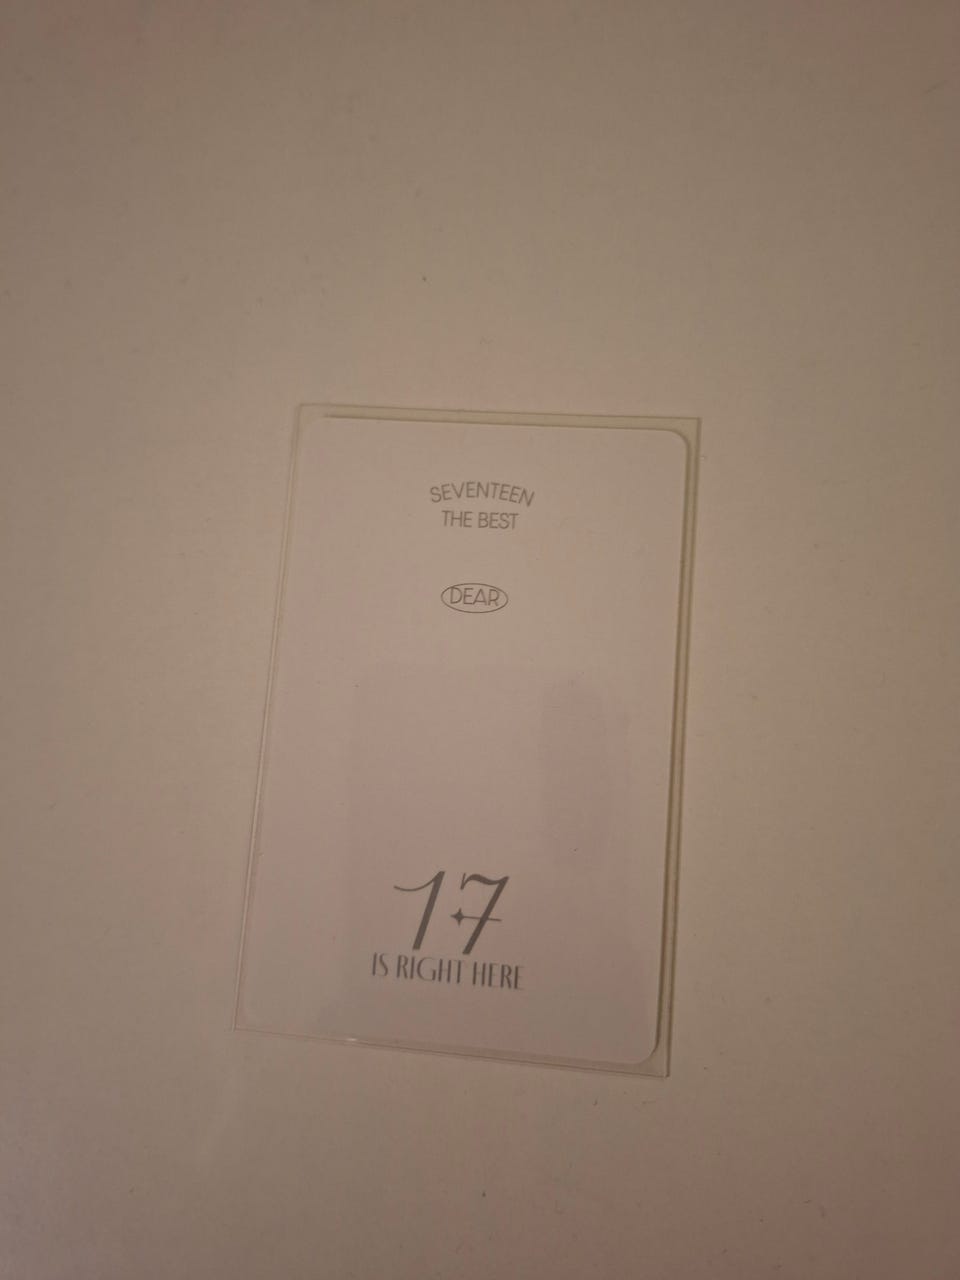 SEVENTEEN
THE BEST
DEAR
17
IS RIGHT HERE